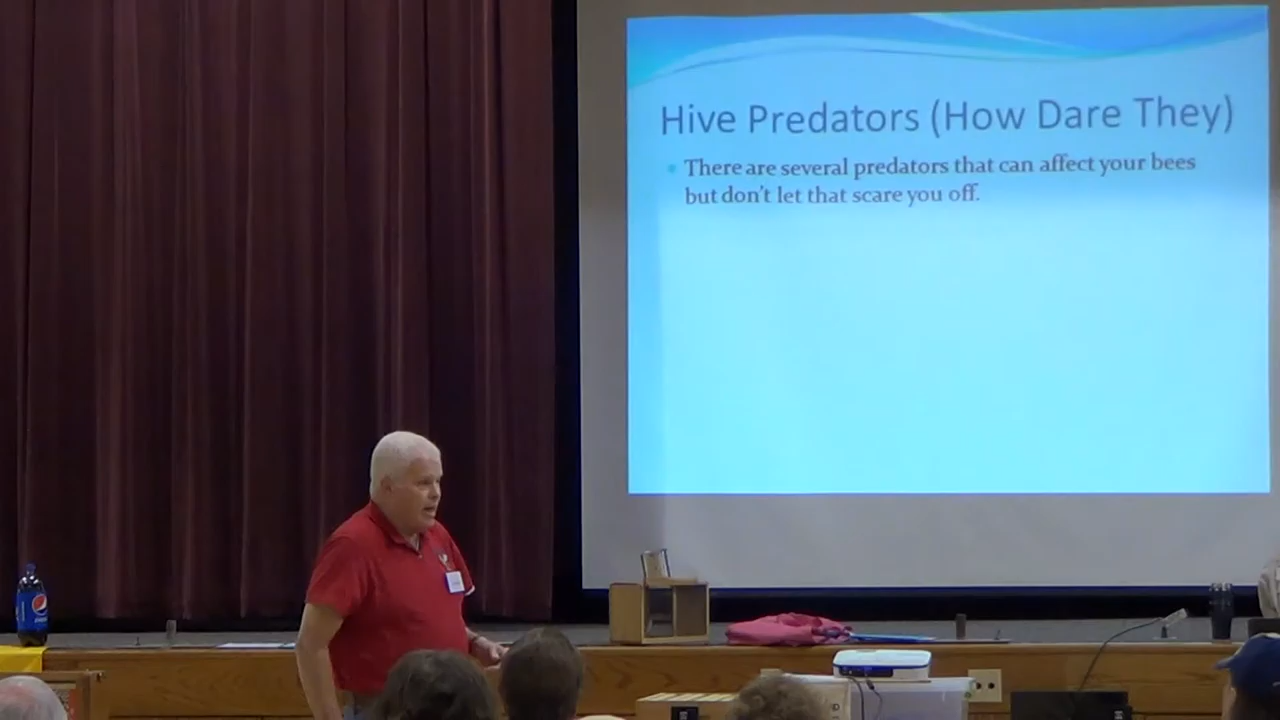 Hive Predators (How Dare They)
There are several predators that can affect your bees
but don't let that scare you off.